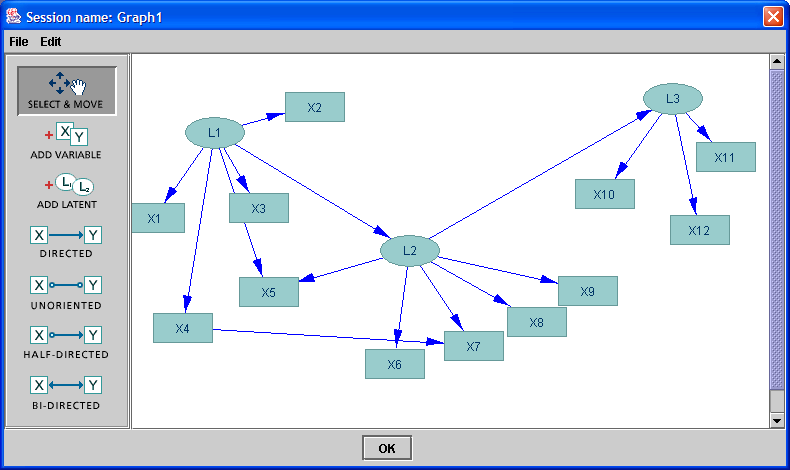 Session name: Graph1
File Edit
SELECT & MOVE
X Y
ADD VARIABLE
L1 L2
ADD LATENT
X Y
DIRECTED
X Y
UNORIENTED
X Y
HALF-DIRECTED
X Y
BI-DIRECTED
L3
X2
L1
X11
X10
X3
X1
X12
L2
X5
X9
X8
X4
X7
X6
OK